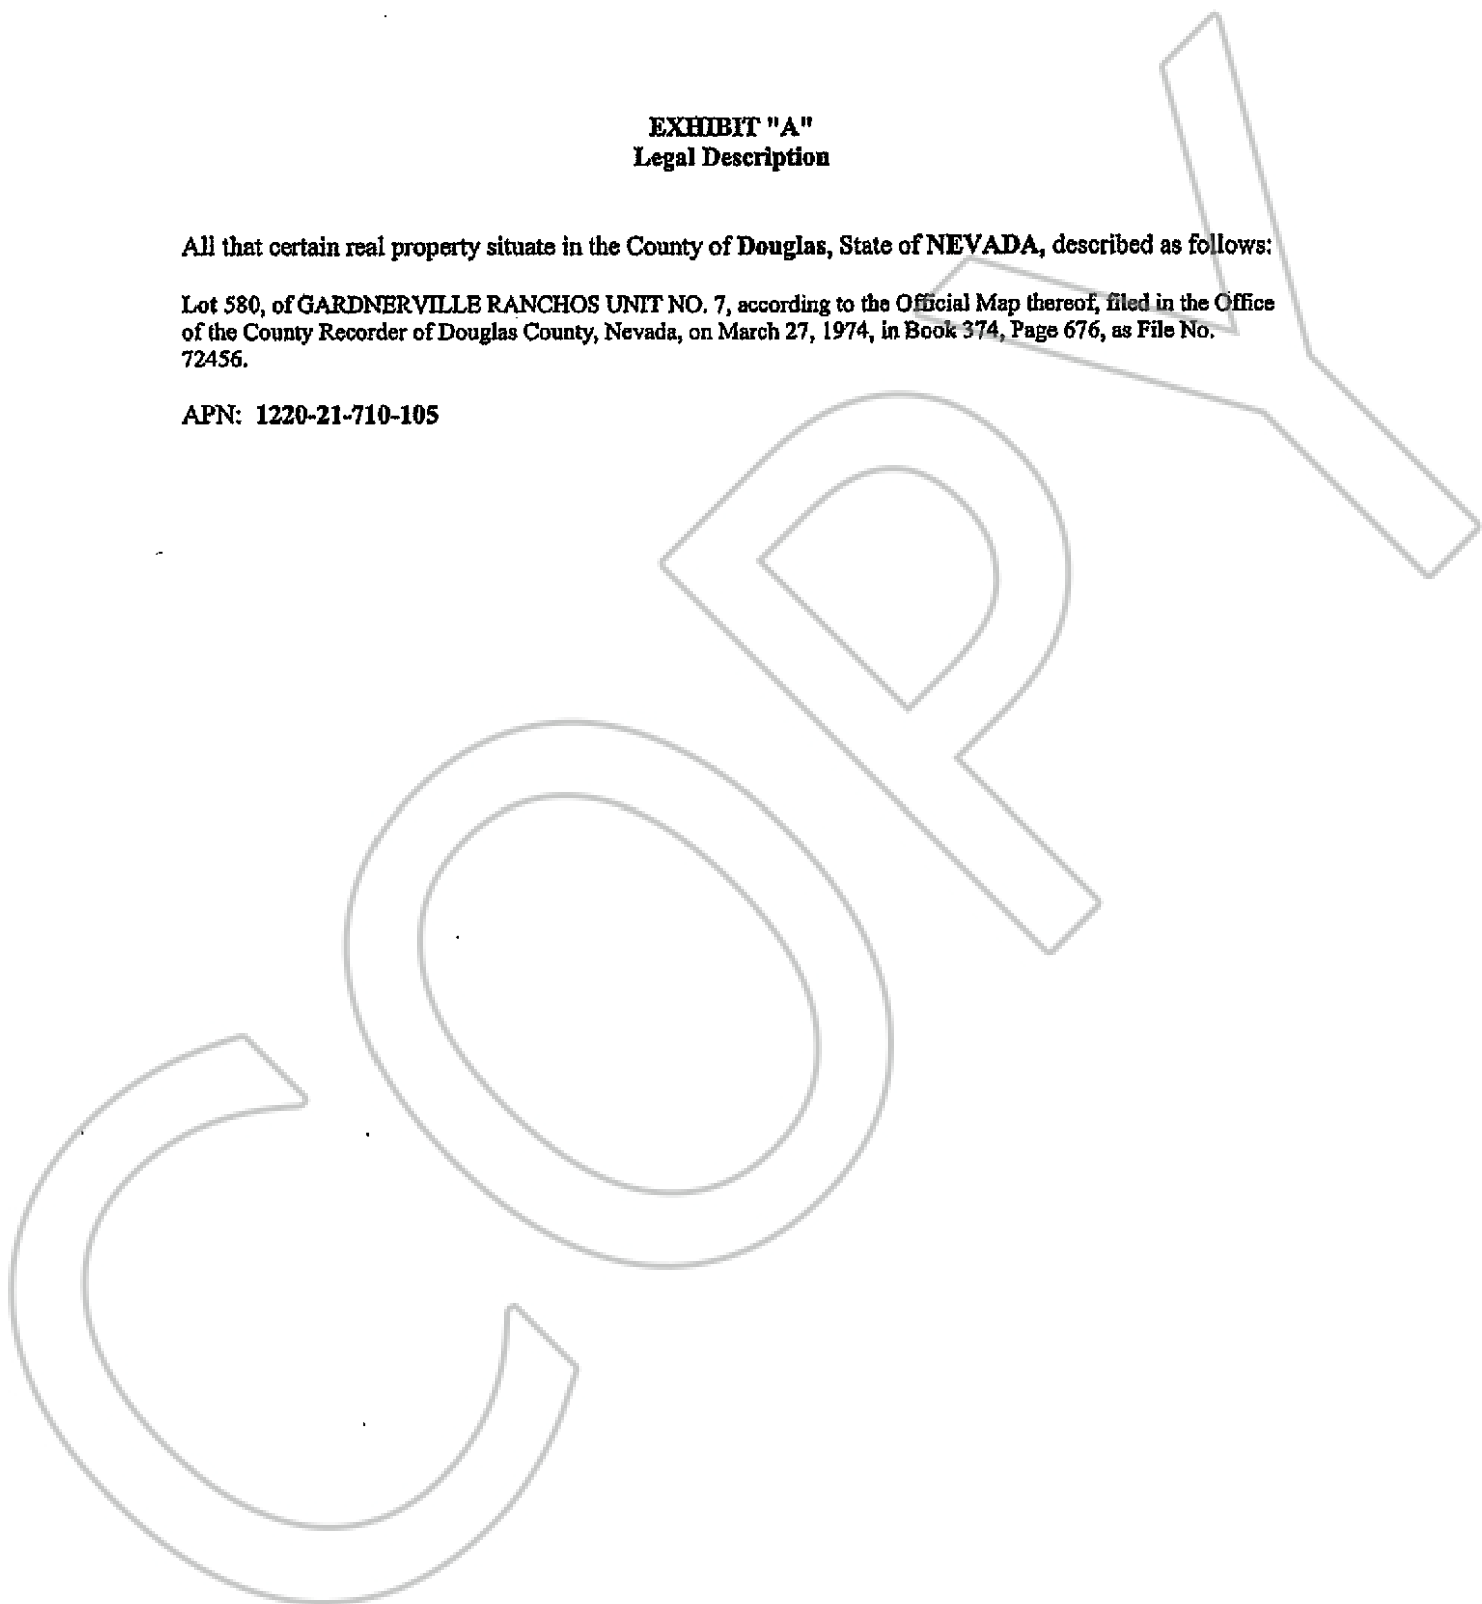 EXHIBIT "A"
Legal Description
All that certain real property situate in the County of Douglas, State of NEVADA, described as follows:
Lot 580, of GARDNERVILLE RANCHOS UNIT NO. 7, according to the Official Map thereof, filed in the Office
of the County Recorder of Douglas County, Nevada, on March 27, 1974, in Book 374, Page 676, as File No.
72456.
APN: 1220-21-710-105
COPY